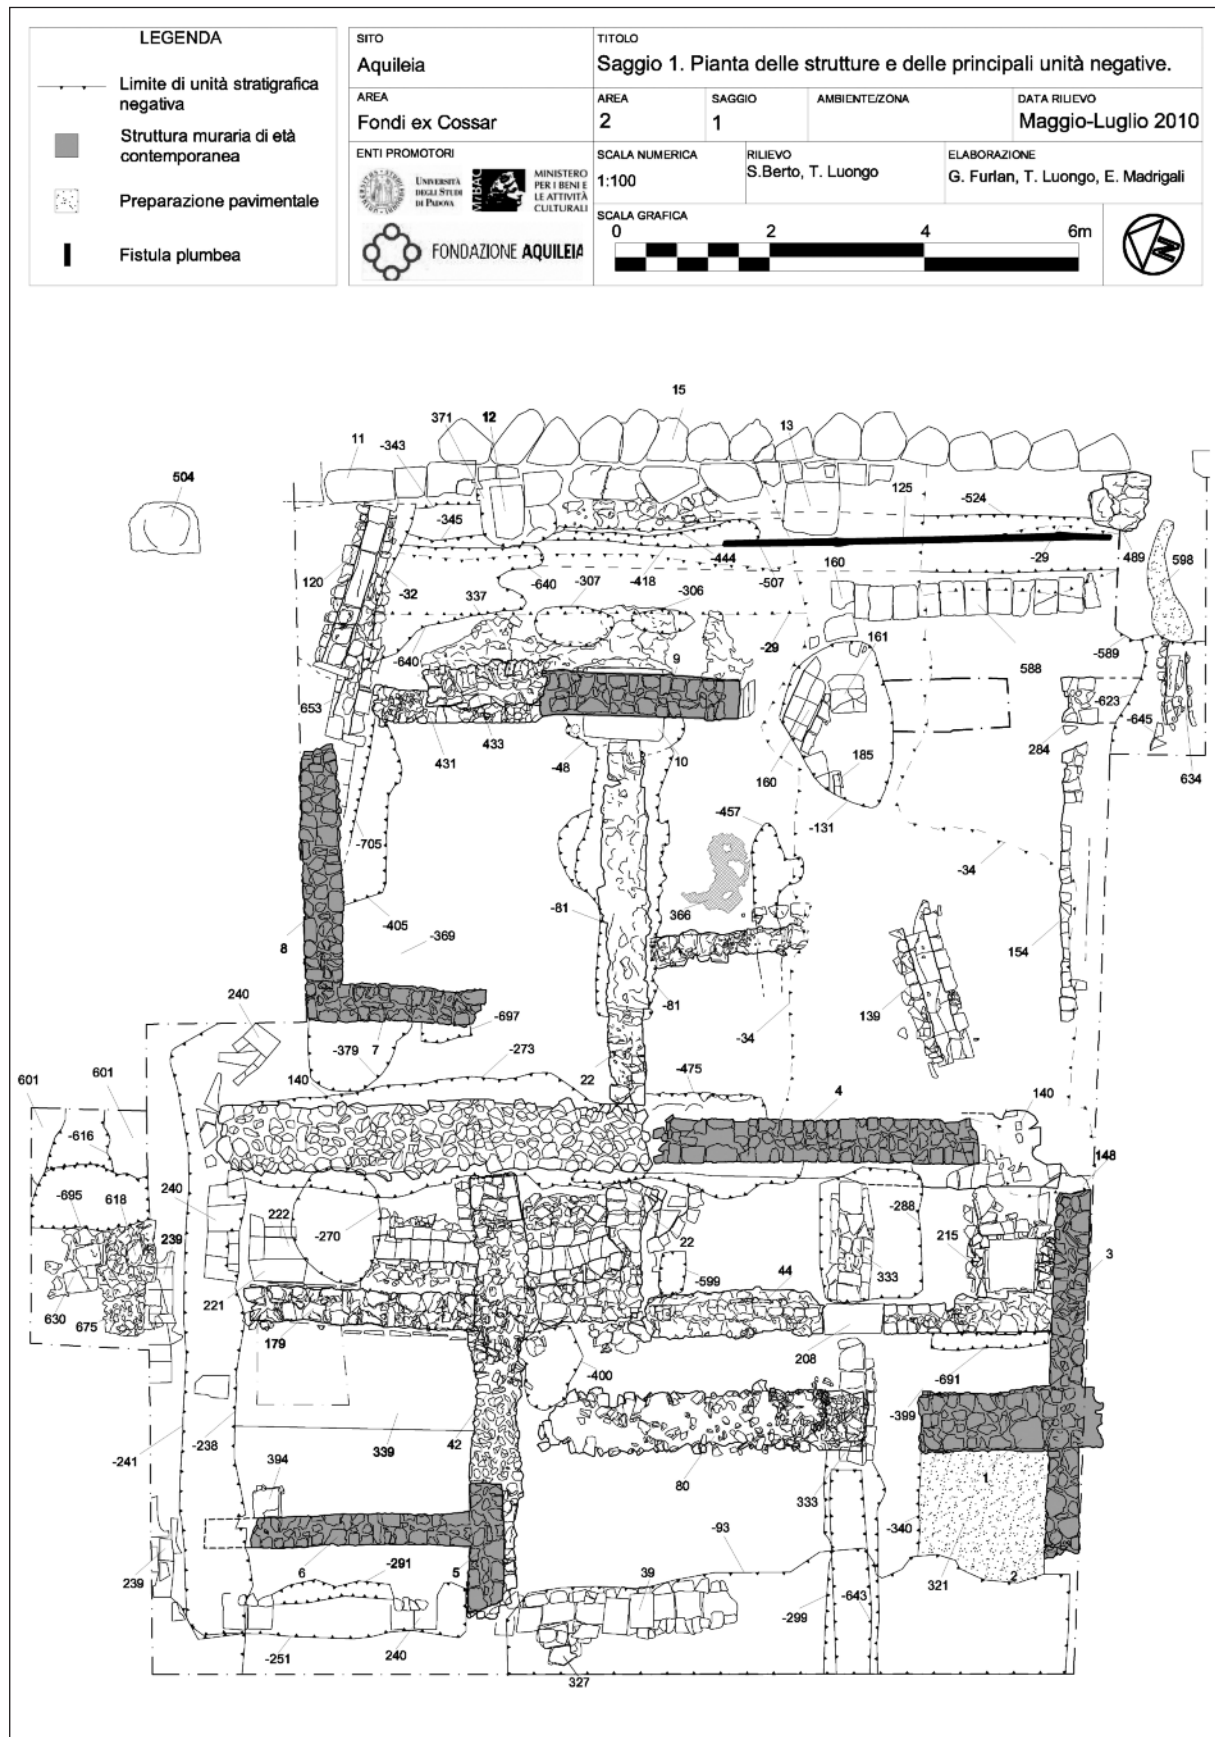 LEGENDA
Limite di unità stratigrafica
negativa
Struttura muraria di età
contemporanea
Preparazione pavimentale
Fistula plumbea
SITO
Aquileia
TITOLO
Saggio 1. Pianta delle strutture e delle principali unità negative.
AREA
Fondi ex Cossar
AREA
2
SAGGIO
1
AMBIENTE/ZONA
DATA RILIEVO
Maggio-Luglio 2010
ENTI PROMOTORI
UNIVERSITÀ
DEGLI STUDI
DI PADOVA
MiBAC
MINISTERO
PER I BENI E
LE ATTIVITÀ
CULTURALI
FONDAZIONE AQUILEIA
SCALA NUMERICA
1:100
RILIEVO
S.Berto, T. Luongo
ELABORAZIONE
G. Furlan, T. Luongo, E. Madrigali
SCALA GRAFICA
0 2 4 6m
N
15
371 12
11 -343 13
504
125 -524
-345
-444 -29 489 598
120 -32 337 -640 -307 -418 -306 -507 160
161
-640 9 -29 588 -589
653 -623
-645
431 433 -48 10 160 185 284 634
-457 -131
-705 -34
-405 -81 366
8 -369 154
240 -697 -81 139
-379 7 -273 -34
601 601 140 22 -475 4 140
-616
148
-695 618 240 222 -270 -288
239 22 215 3
-599 44 333
630 675 221
179 208
-400 -691
-399
-241 -238 394 339 42 80 333 1
-340
-93
239 6 -291 5 39 -299 -643 321 2
-251 240 327